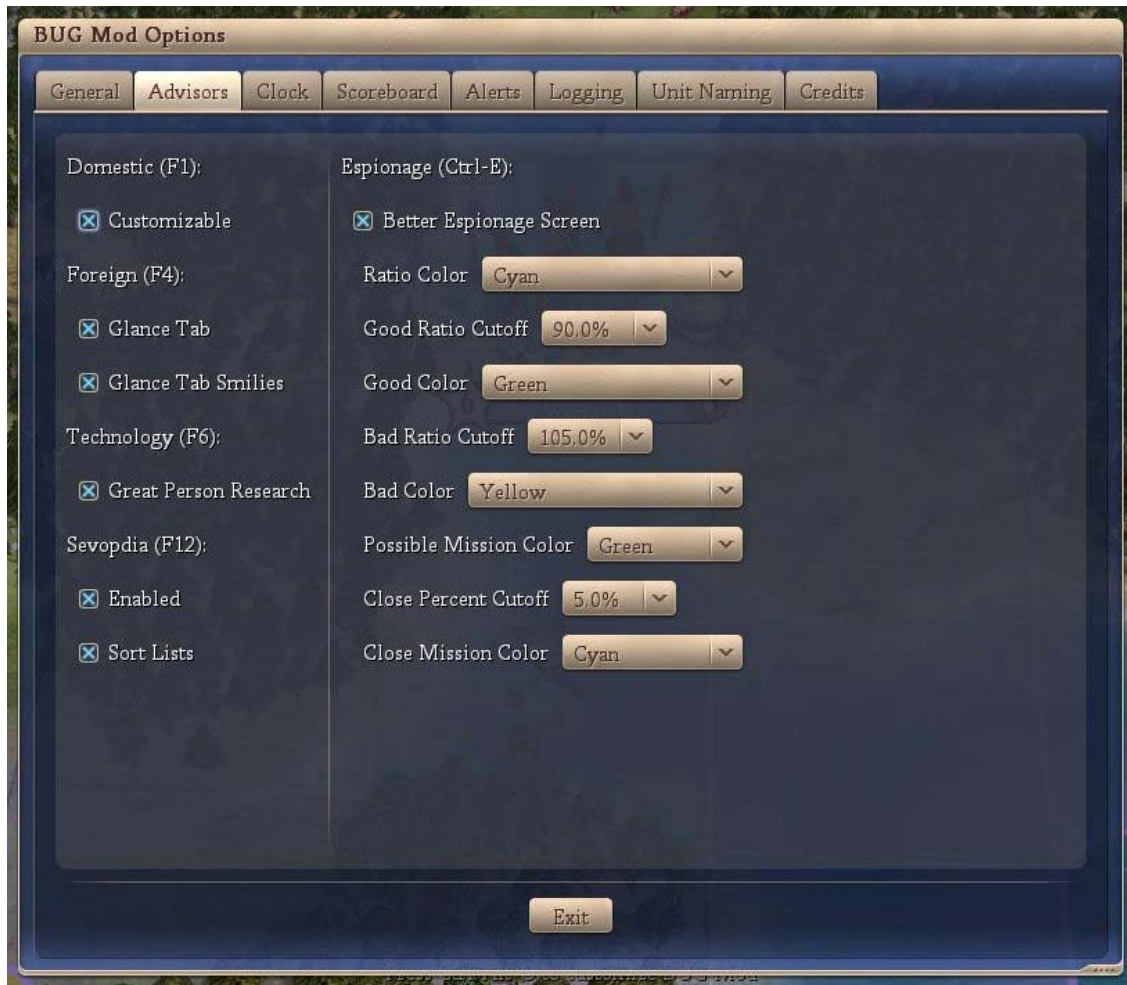 BUG Mod Options
General Advisors Clock Scoreboard Alerts Logging Unit Naming Credits
Domestic (F1):
Customizable
Foreign (F4):
Glance Tab
Glance Tab Smilies
Technology (F6):
Great Person Research
Sevopdia (F12):
Enabled
Sort Lists
Espionage (Ctrl-E):
Better Espionage Screen
Ratio Color Cyan
Good Ratio Cutoff 90.0%
Good Color Green
Bad Ratio Cutoff 105.0%
Bad Color Yellow
Possible Mission Color Green
Close Percent Cutoff 5.0%
Close Mission Color Cyan
Exit